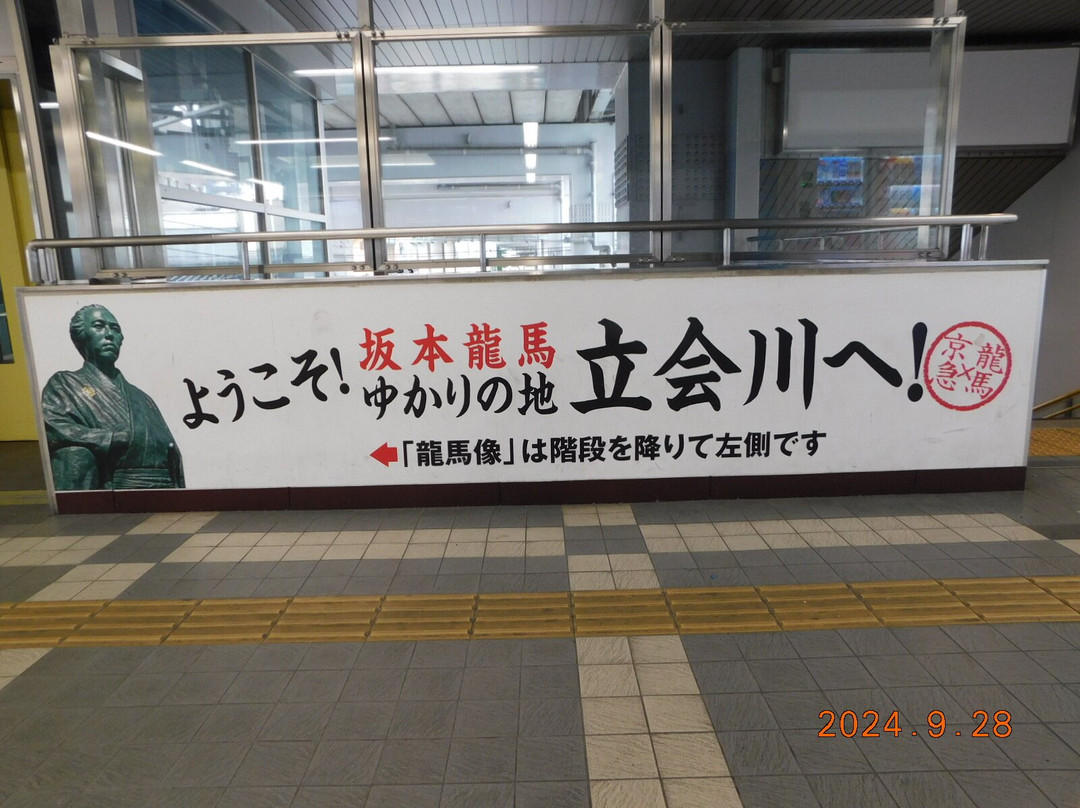 ようこそ!
坂本龍馬
ゆかりの地
立会川へ!
京急×龍馬
「龍馬像」は階段を降りて左側です
2024.9.28